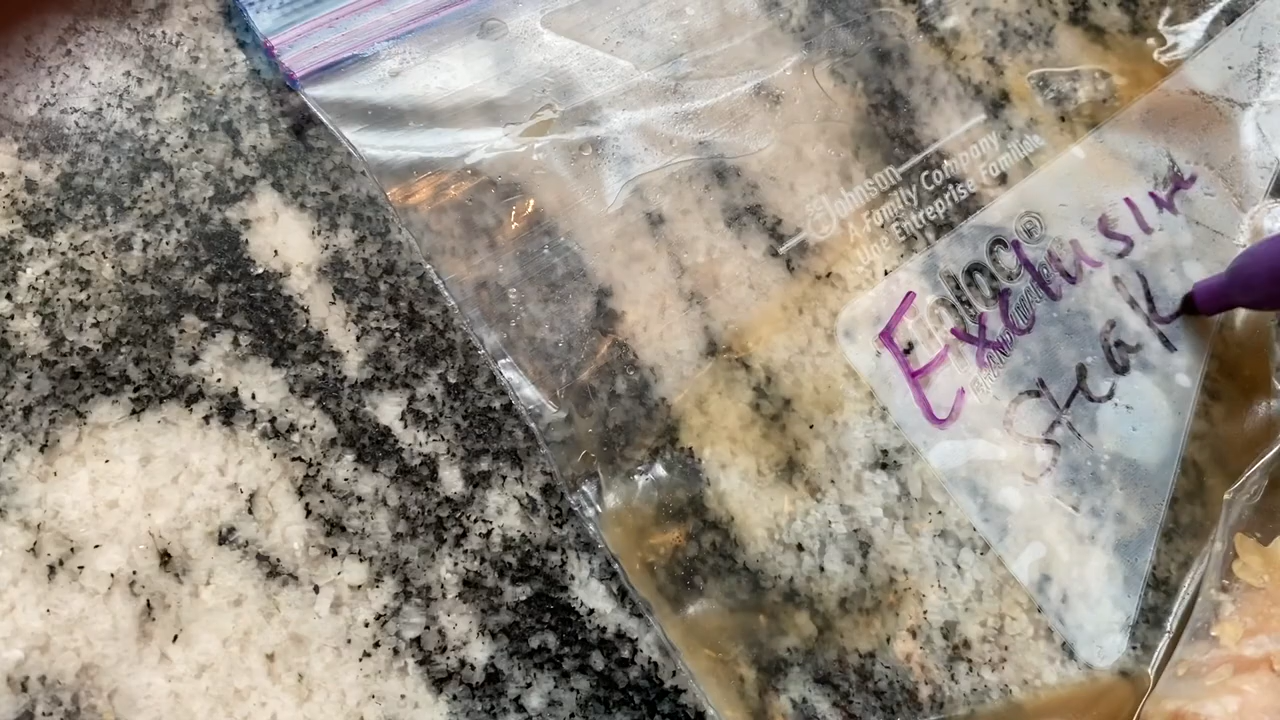 Johnson
A Family Company
Une Entreprise Familiale
Ziploc®
Exclusive
Steak